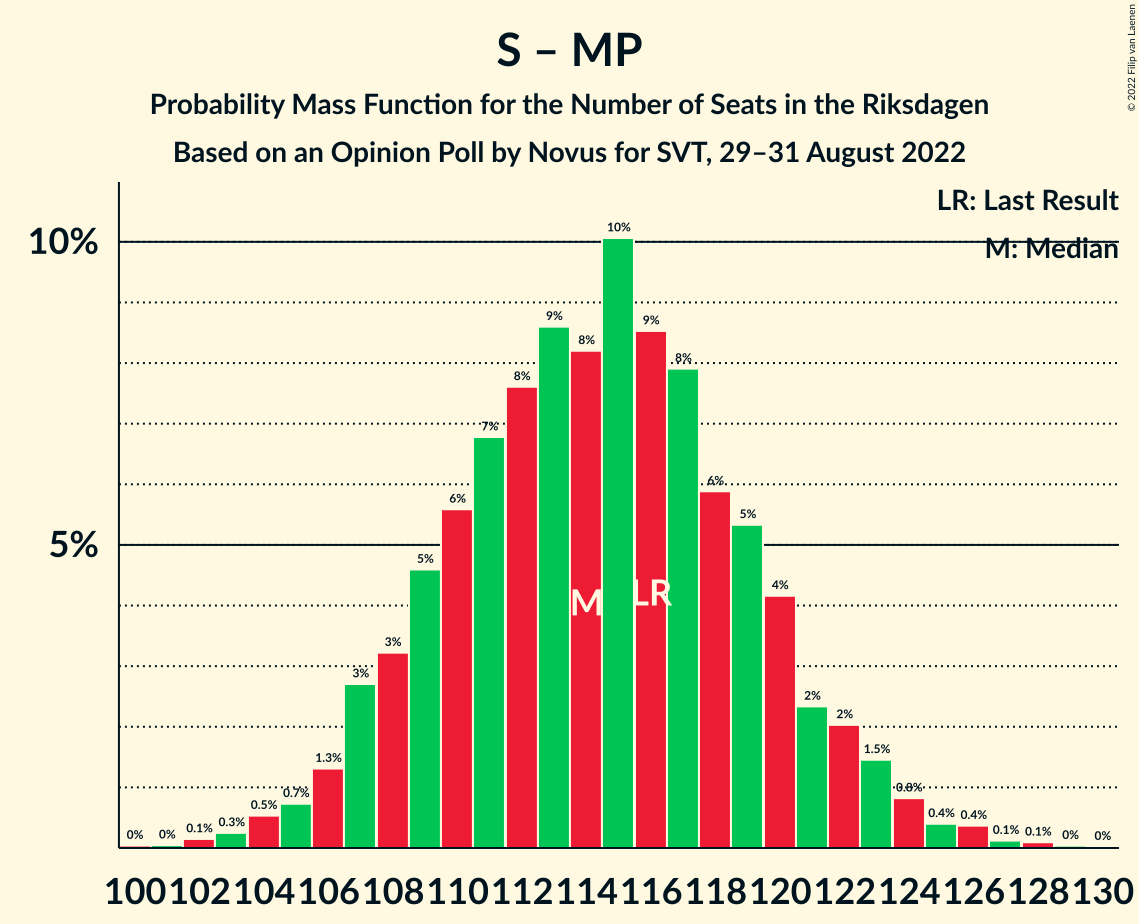 S – MP
Probability Mass Function for the Number of Seats in the Riksdagen
Based on an Opinion Poll by Novus for SVT, 29–31 August 2022
© 2022 Filip van Laenen
LR: Last Result
M: Median
10%
5%
0% 0% 0.1% 0.3% 0.5% 0.7% 1.3% 3% 3% 5% 6% 7% 8% 9% 8% 10% 9% 8% 6% 5% 4% 2% 2% 1.5% 0.8% 0.4% 0.4% 0.1% 0.1% 0% 0%
M LR
100 102 104 106 108 110 112 114 116 118 120 122 124 126 128 130